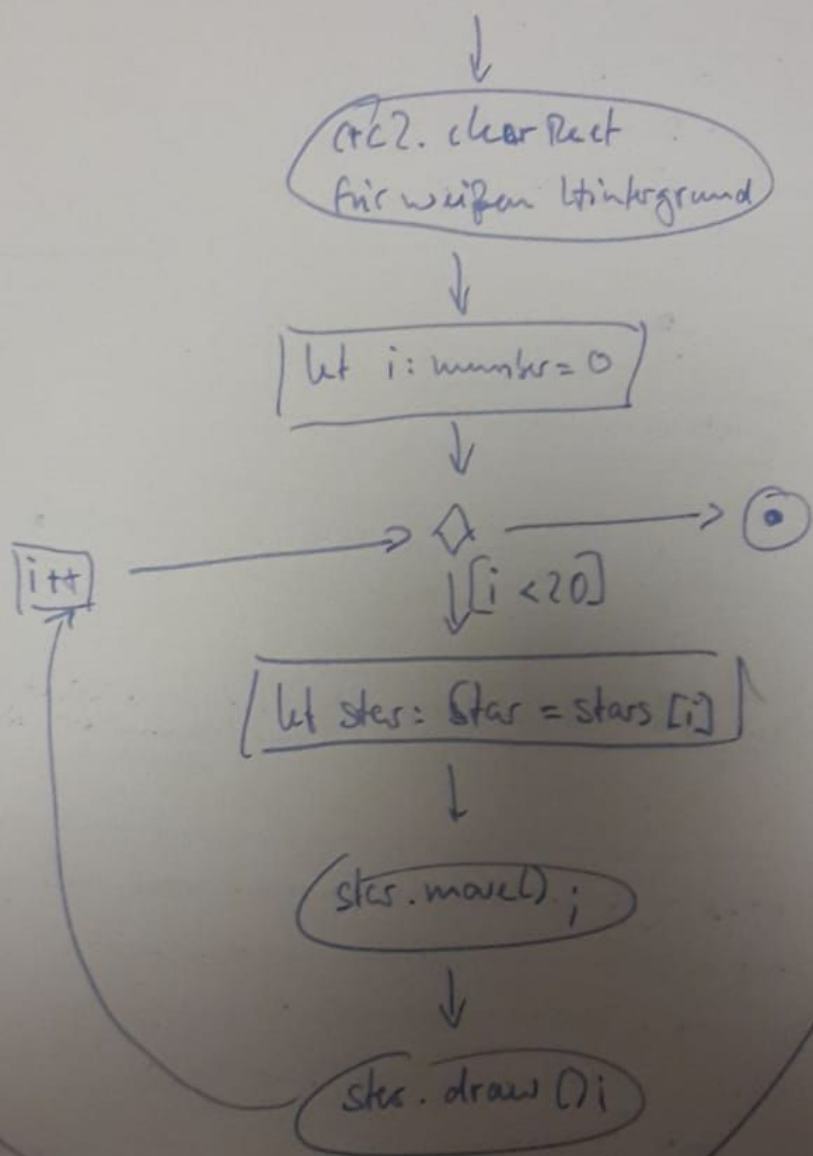 crc2.clearRect
für weißen Hintergrund
let i: number = 0
i++
[i < 20]
let star: Star = stars [i]
star.move();
star.draw();